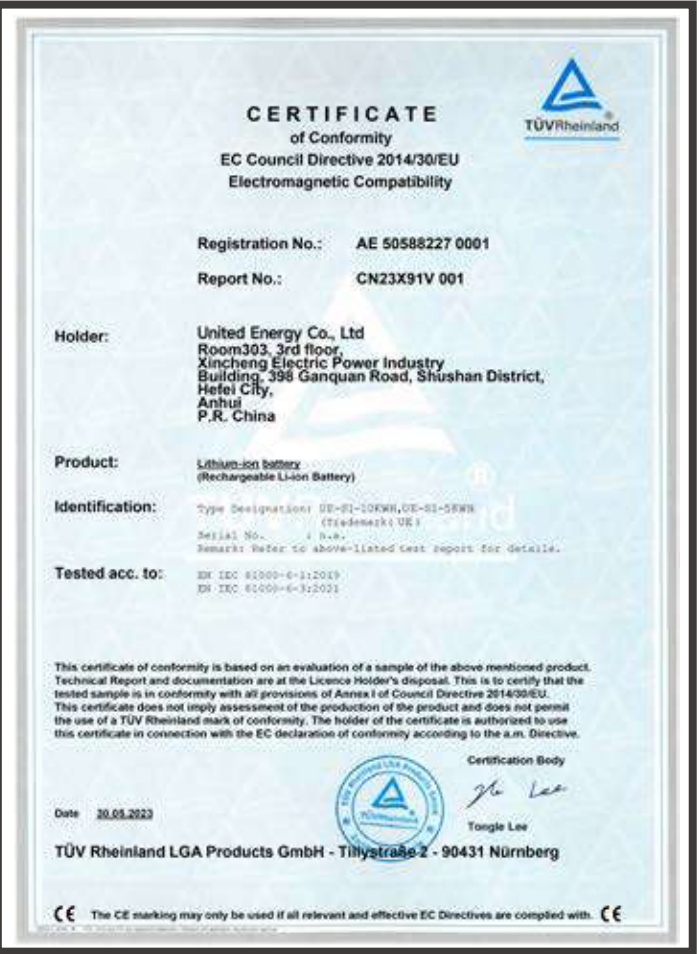 TÜVRheinland
CERTIFICATE
of Conformity
EC Council Directive 2014/30/EU
Electromagnetic Compatibility
Registration No.: AE 50588227 0001
Report No.: CN23X91V 001
Holder: United Energy Co., Ltd
Room303, 3rd floor,
Xincheng Electric Power Industry
Building, 398 Ganquan Road, Shushan District,
Hefei City,
Anhui
P.R. China
Product: Lithium-ion battery
(Rechargeable Li-ion Battery)
Identification: Type Designation: UE-S1-10KWH,UE-S1-5KWH
(Trademark: UE)
Serial No. : n.a.
Remark: Refer to above-listed test report for details.
Tested acc. to: EN IEC 61000-6-1:2019
EN IEC 61000-6-3:2021
This certificate of conformity is based on an evaluation of a sample of the above mentioned product.
Technical Report and documentation are at the Licence Holder's disposal. This is to certify that the
tested sample is in conformity with all provisions of Annex I of Council Directive 2014/30/EU.
This certificate does not imply assessment of the production of the product and does not permit
the use of a TÜV Rheinland mark of conformity. The holder of the certificate is authorized to use
this certificate in connection with the EC declaration of conformity according to the a.m. Directive.
Certification Body
Date 30.05.2023
TÜVRheinland
Tongle Lee
TÜV Rheinland LGA Products GmbH - Tillystraße 2 - 90431 Nürnberg
CE The CE marking may only be used if all relevant and effective EC Directives are complied with. CE